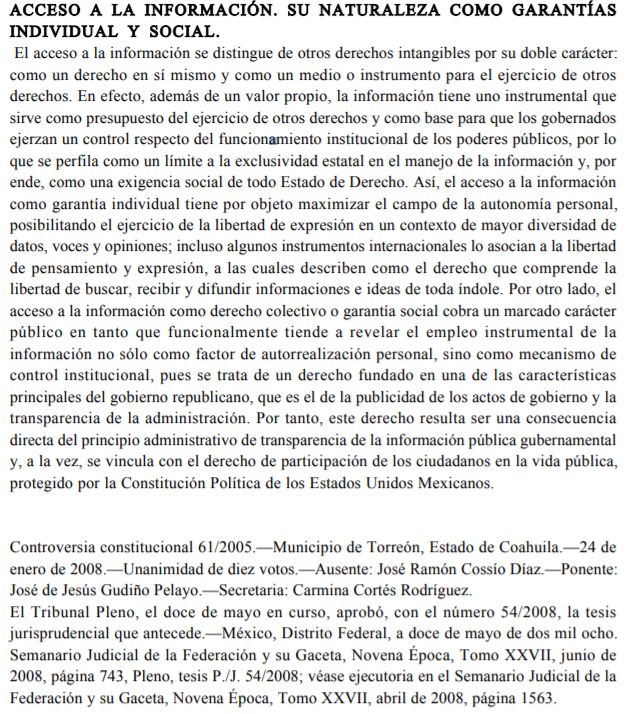 ACCESO A LA INFORMACIÓN. SU NATURALEZA COMO GARANTÍAS
INDIVIDUAL Y SOCIAL.
El acceso a la información se distingue de otros derechos intangibles por su doble carácter:
como un derecho en sí mismo y como un medio o instrumento para el ejercicio de otros
derechos. En efecto, además de un valor propio, la información tiene uno instrumental que
sirve como presupuesto del ejercicio de otros derechos y como base para que los gobernados
ejerzan un control respecto del funcionamiento institucional de los poderes públicos, por lo
que se perfila como un límite a la exclusividad estatal en el manejo de la información y, por
ende, como una exigencia social de todo Estado de Derecho. Así, el acceso a la información
como garantía individual tiene por objeto maximizar el campo de la autonomía personal,
posibilitando el ejercicio de la libertad de expresión en un contexto de mayor diversidad de
datos, voces y opiniones; incluso algunos instrumentos internacionales lo asocian a la libertad
de pensamiento y expresión, a las cuales describen como el derecho que comprende la
libertad de buscar, recibir y difundir informaciones e ideas de toda índole. Por otro lado, el
acceso a la información como derecho colectivo o garantía social cobra un marcado carácter
público en tanto que funcionalmente tiende a revelar el empleo instrumental de la
información no sólo como factor de autorrealización personal, sino como mecanismo de
control institucional, pues se trata de un derecho fundado en una de las características
principales del gobierno republicano, que es el de la publicidad de los actos de gobierno y la
transparencia de la administración. Por tanto, este derecho resulta ser una consecuencia
directa del principio administrativo de transparencia de la información pública gubernamental
y, a la vez, se vincula con el derecho de participación de los ciudadanos en la vida pública,
protegido por la Constitución Política de los Estados Unidos Mexicanos.
Controversia constitucional 61/2005.—Municipio de Torreón, Estado de Coahuila.—24 de
enero de 2008.—Unanimidad de diez votos.—Ausente: José Ramón Cossío Díaz.—Ponente:
José de Jesús Gudiño Pelayo.—Secretaria: Carmina Cortés Rodríguez.
El Tribunal Pleno, el doce de mayo en curso, aprobó, con el número 54/2008, la tesis
jurisprudencial que antecede.—México, Distrito Federal, a doce de mayo de dos mil ocho.
Semanario Judicial de la Federación y su Gaceta, Novena Época, Tomo XXVII, junio de
2008, página 743, Pleno, tesis P./J. 54/2008; véase ejecutoria en el Semanario Judicial de la
Federación y su Gaceta, Novena Época, Tomo XXVII, abril de 2008, página 1563.